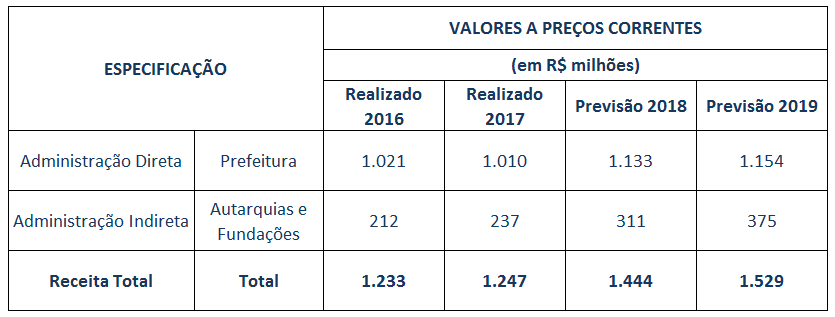 ESPECIFICAÇÃO
VALORES A PREÇOS CORRENTES
(em R$ milhões)
Realizado
2016
Realizado
2017
Previsão 2018
Previsão 2019
Administração Direta
Prefeitura
1.021
1.010
1.133
1.154
Administração Indireta
Autarquias e
Fundações
212
237
311
375
Receita Total
Total
1.233
1.247
1.444
1.529